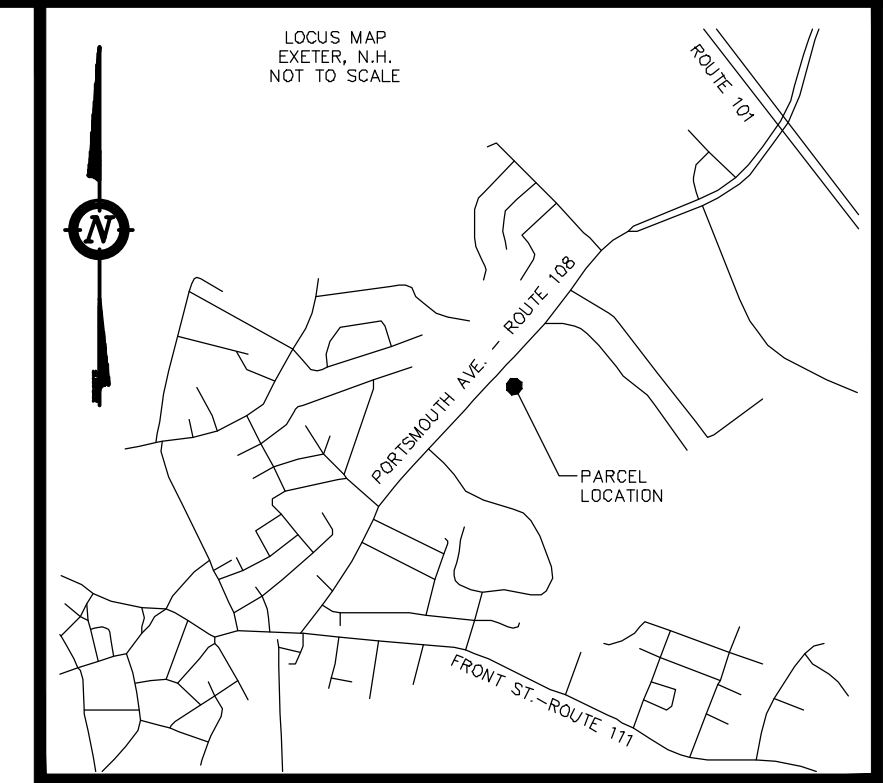 LOCUS MAP
EXETER, N.H.
NOT TO SCALE
ROUTE 101
N
PORTSMOUTH AVE. - ROUTE 108
PARCEL
LOCATION
FRONT ST.-ROUTE 111